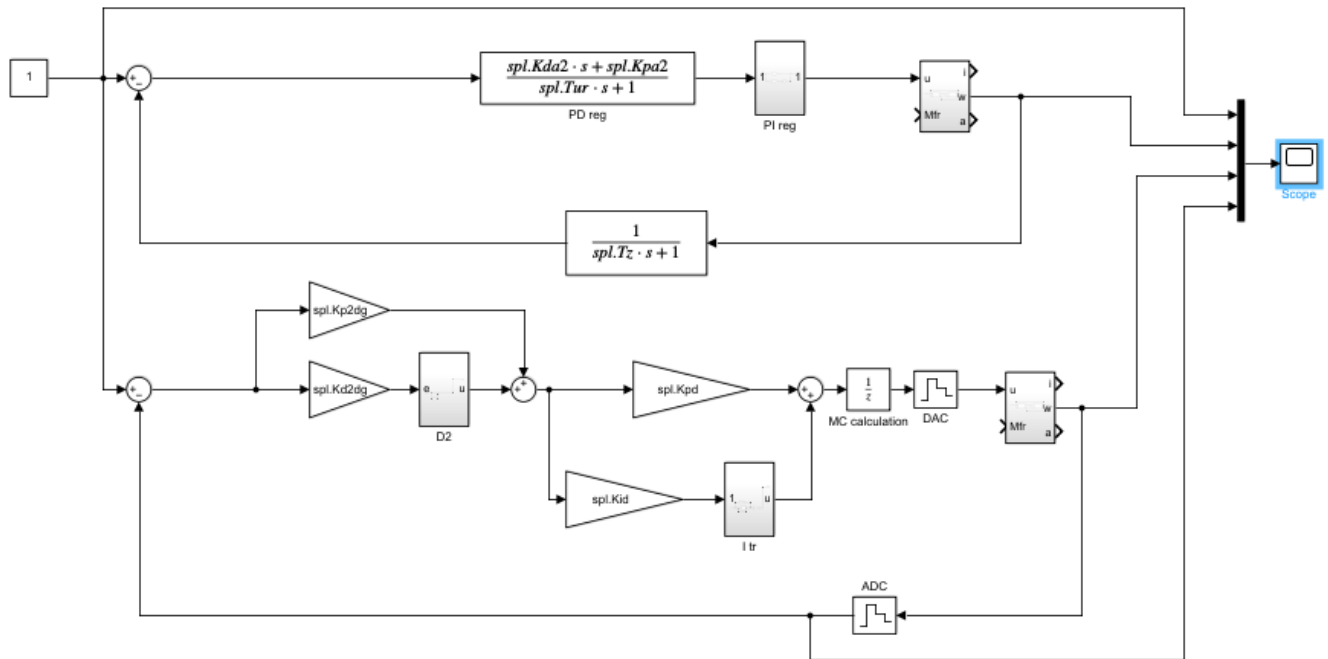 1
+
−
spl.Kda2 · s + spl.Kpa2
spl.Tur · s + 1
PD reg
1 1
PI reg
u
i
w
Mfr
a
Scope
1
spl.Tz · s + 1
spl.Kp2dg
+
−
spl.Kd2dg
e u
D2
+
+
spl.Kpd
+
+
1
z
MC calculation
DAC
u
i
w
Mfr
a
spl.Kid
1 u
I tr
ADC